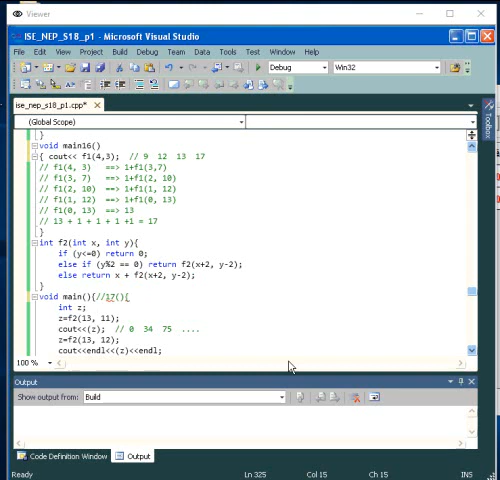 Viewer
ISE_NEP_S18_p1 - Microsoft Visual Studio
File Edit View Project Build Debug Team Data Tools Test Window Help
Debug Win32
ise_nep_s18_p1.cpp*
Toolbox
(Global Scope)
}
void main16()
{ cout<< f1(4,3); // 9 12 13 17
// f1(4, 3) ==> 1+f1(3,7)
// f1(3, 7) ==> 1+f1(2, 10)
// f1(2, 10) ==> 1+f1(1, 12)
// f1(1, 12) ==> 1+f1(0, 13)
// f1(0, 13) ==> 13
// 13 + 1 + 1 + 1 +1 = 17
}
int f2(int x, int y){
if (y<=0) return 0;
else if (y%2 == 0) return f2(x+2, y-2);
else return x + f2(x+2, y-2);
}
void main(){//17(){
int z;
z=f2(13, 11);
cout<<(z); // 0 34 75 ....
z=f2(13, 12);
cout<<endl<<(z)<<endl;
100 %
Output
Show output from: Build
Code Definition Window Output
Ready Ln 325 Col 15 Ch 15 INS